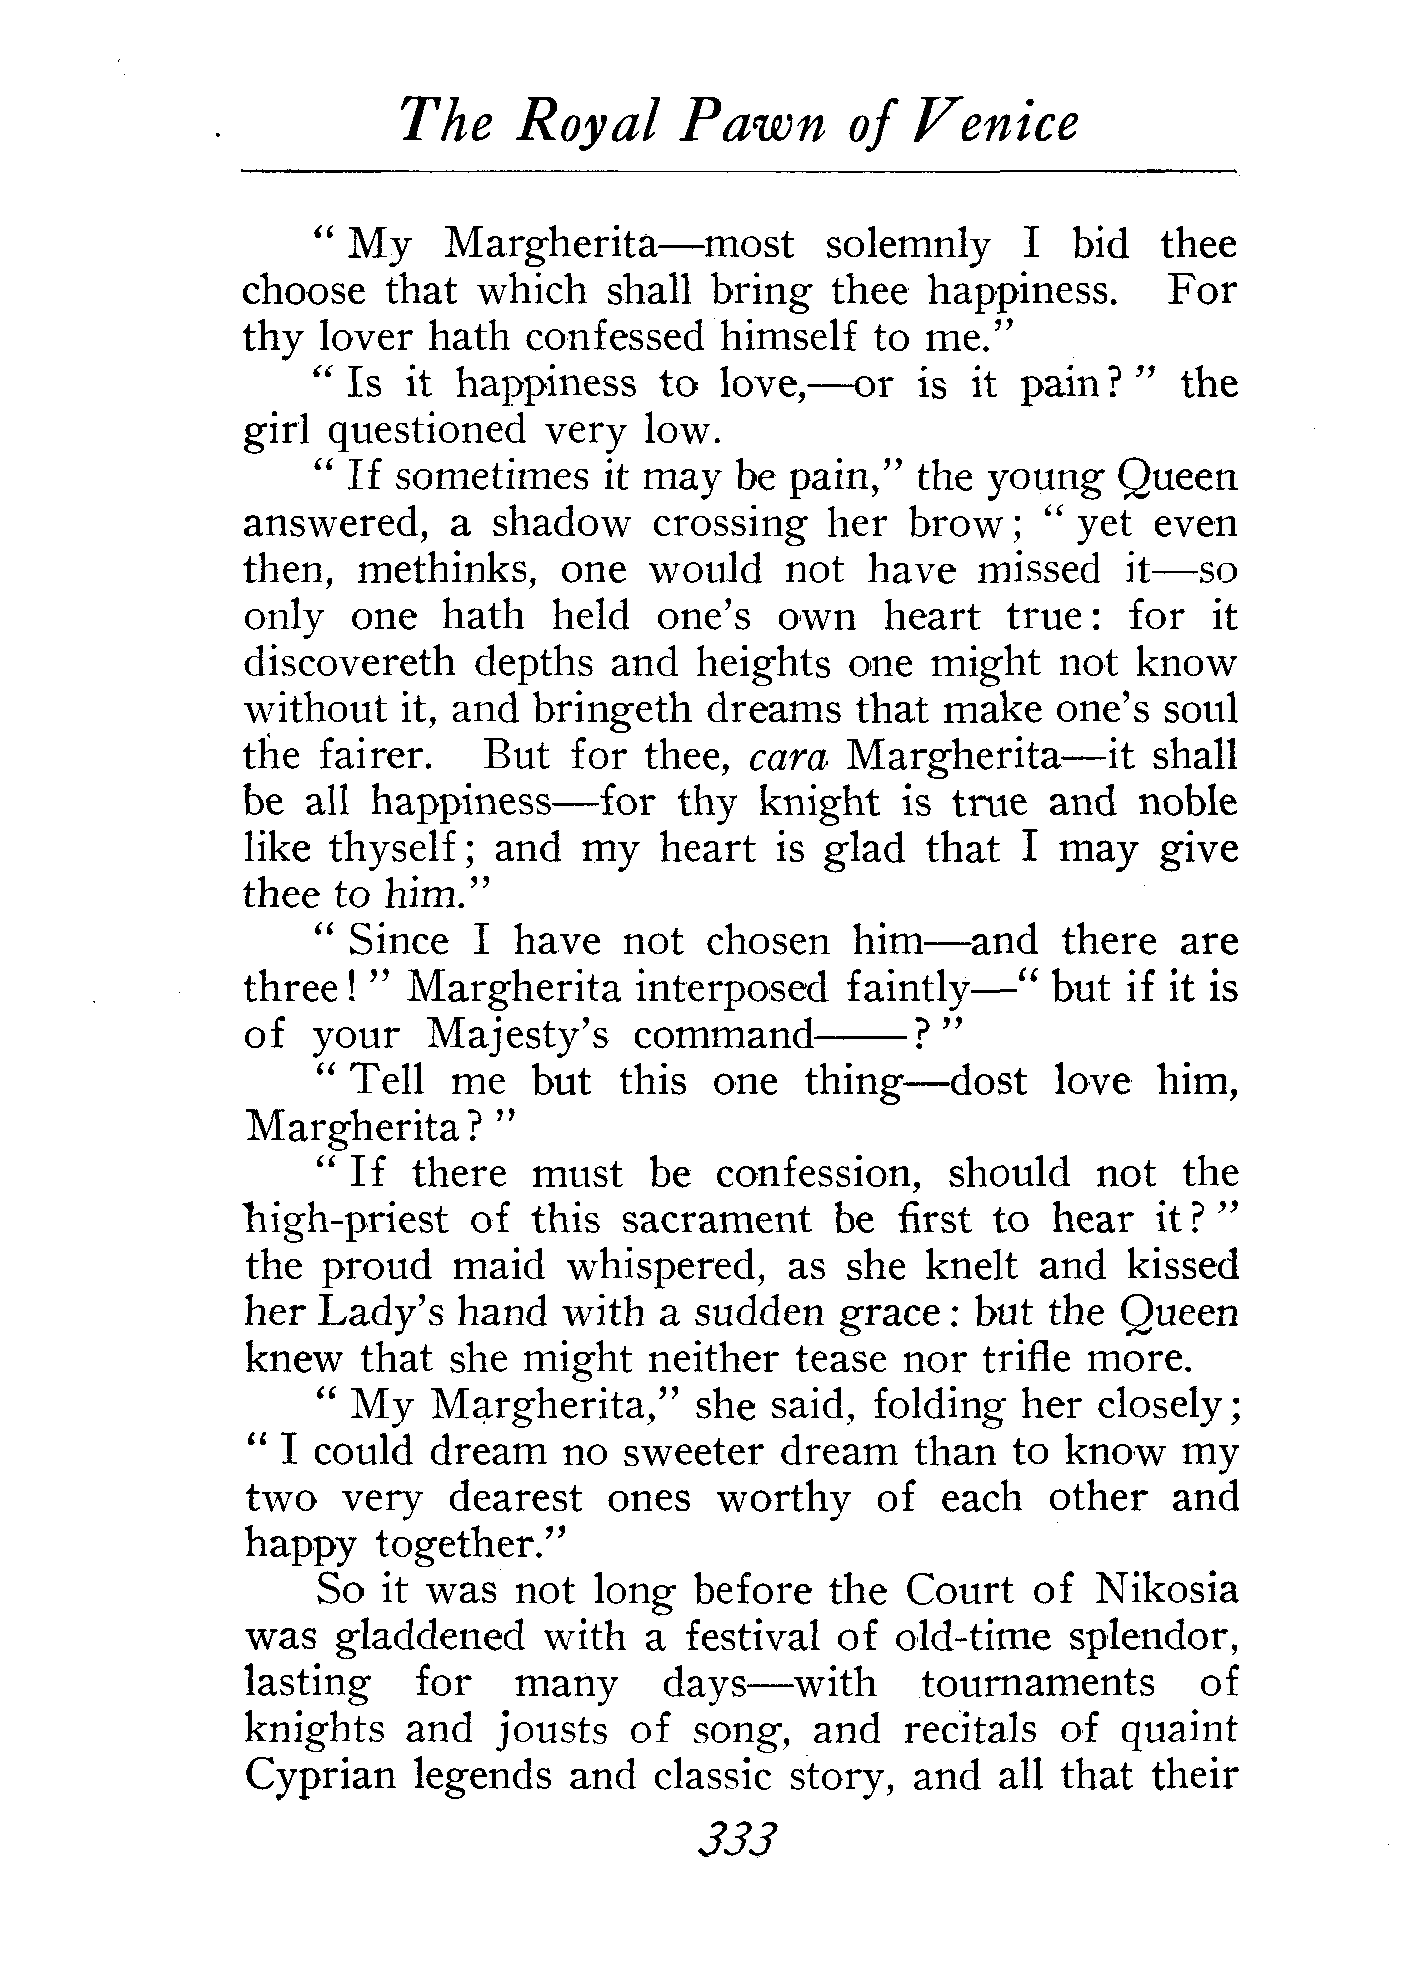 The Royal Pawn of Venice
" My Margherita—most solemnly I bid thee
choose that which shall bring thee happiness. For
thy lover hath confessed himself to me."
" Is it happiness to love,—or is it pain? " the
girl questioned very low.
" If sometimes it may be pain," the young Queen
answered, a shadow crossing her brow; " yet even
then, methinks, one would not have missed it—so
only one hath held one's own heart true: for it
discovereth depths and heights one might not know
without it, and bringeth dreams that make one's soul
the fairer. But for thee, cara Margherita—it shall
be all happiness—for thy knight is true and noble
like thyself; and my heart is glad that I may give
thee to him."
" Since I have not chosen him—and there are
three! " Margherita interposed faintly—" but if it is
of your Majesty's command——? "
" Tell me but this one thing—dost love him,
Margherita? "
" If there must be confession, should not the
high-priest of this sacrament be first to hear it? "
the proud maid whispered, as she knelt and kissed
her Lady's hand with a sudden grace: but the Queen
knew that she might neither tease nor trifle more.
" My Margherita," she said, folding her closely;
" I could dream no sweeter dream than to know my
two very dearest ones worthy of each other and
happy together."
So it was not long before the Court of Nikosia
was gladdened with a festival of old-time splendor,
lasting for many days—with tournaments of
knights and jousts of song, and recitals of quaint
Cyprian legends and classic story, and all that their
333